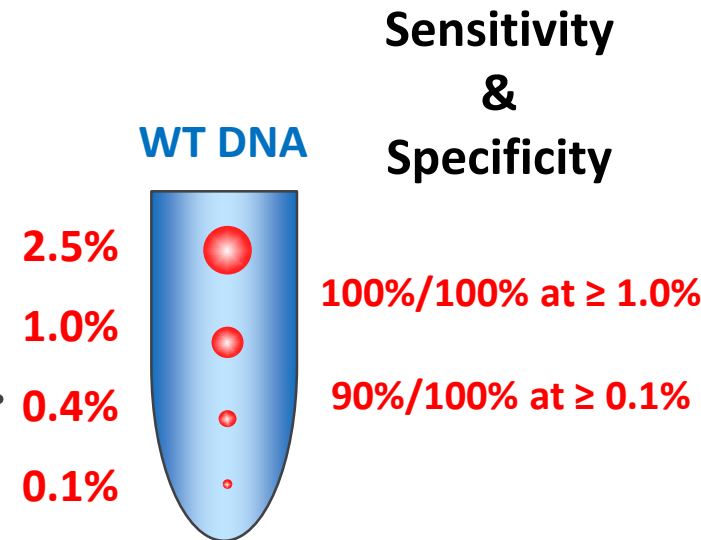 Sensitivity
&
Specificity
WT DNA
2.5%
1.0%
0.4%
0.1%
100%/100% at ≥ 1.0%
90%/100% at ≥ 0.1%